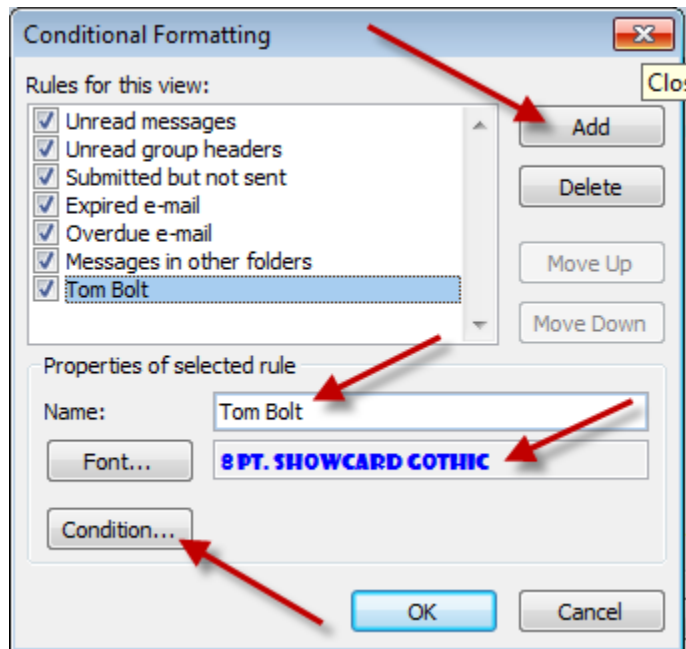 Conditional Formatting
Rules for this view:
Clos
Unread messages
Add
Unread group headers
Submitted but not sent
Delete
Expired e-mail
Overdue e-mail
Messages in other folders
Move Up
Tom Bolt
Move Down
Properties of selected rule
Name:
Tom Bolt
Font...
8 PT. SHOWCARD GOTHIC
Condition...
OK
Cancel